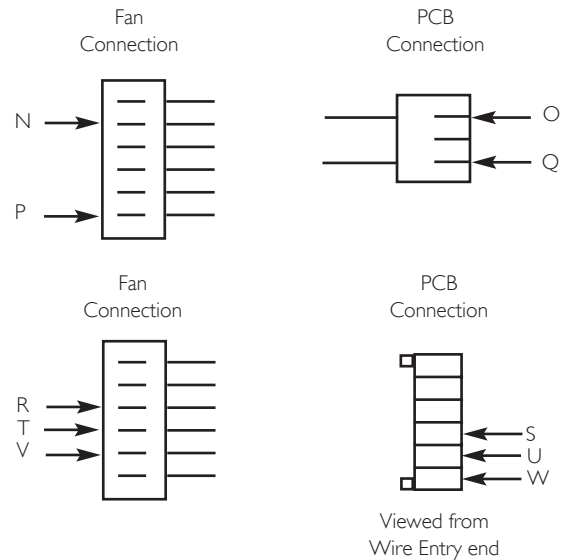 Fan
Connection
PCB
Connection
N
O
P
Q
Fan
Connection
PCB
Connection
R
T
V
S
U
W
Viewed from
Wire Entry end